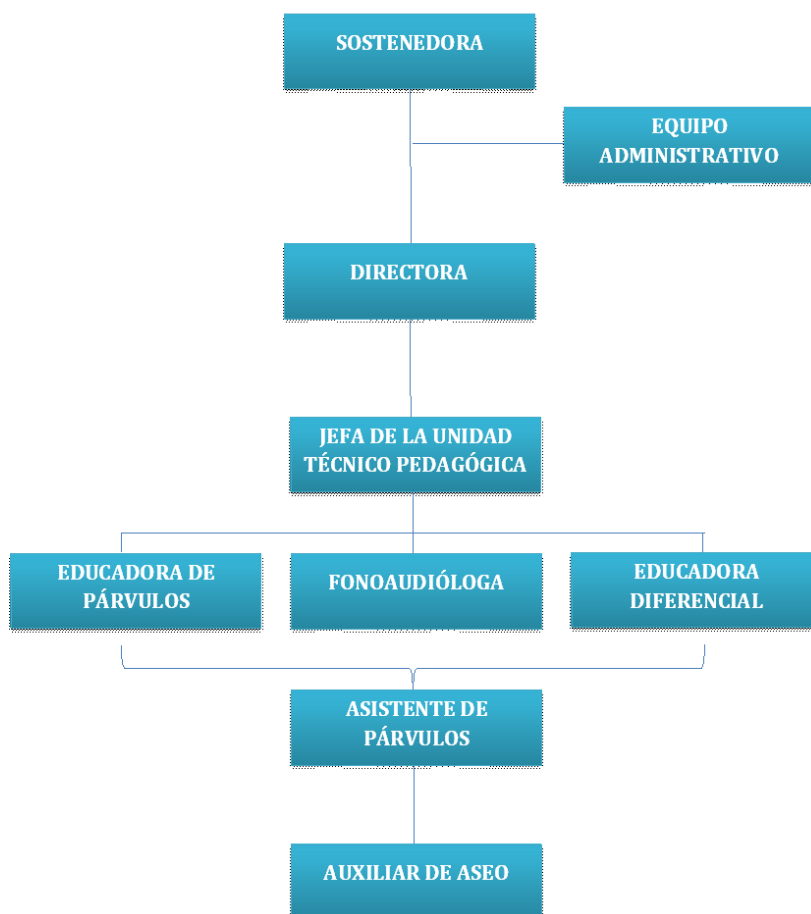 SOSTENEDORA
EQUIPO
ADMINISTRATIVO
DIRECTORA
JEFA DE LA UNIDAD
TÉCNICO PEDAGÓGICA
EDUCADORA DE
PÁRVULOS
FONOAUDIÓLOGA
EDUCADORA
DIFERENCIAL
ASISTENTE DE
PÁRVULOS
AUXILIAR DE ASEO